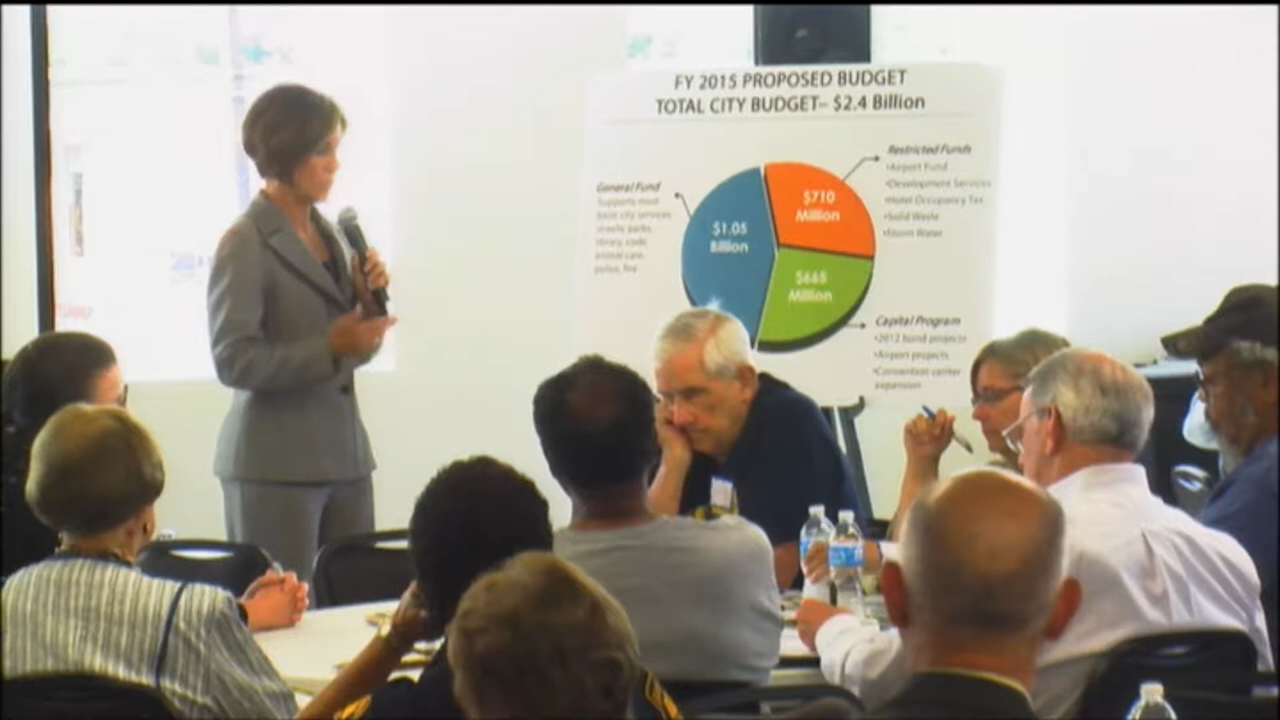 FY 2015 PROPOSED BUDGET
TOTAL CITY BUDGET– $2.4 Billion
General Fund
Supports most
basic city services
streets, parks,
library, code,
animal care,
police, fire
$1.05
Billion
$710
Million
$665
Million
Restricted Funds
•Airport Fund
•Development Services
•Hotel Occupancy Tax
•Solid Waste
•Storm Water
Capital Program
•2012 bond projects
•Airport projects
•Convention center
expansion